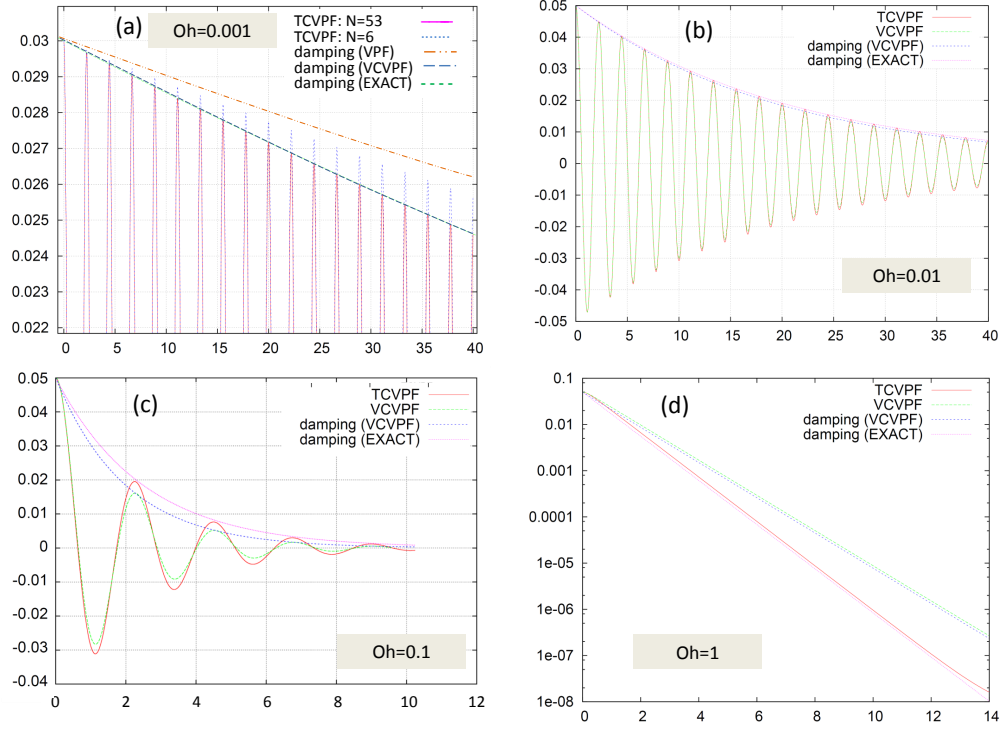 (a)
Oh=0.001
TCVPF: N=53
TCVPF: N=6
damping (VPF)
damping (VCVPF)
damping (EXACT)
0.03
0.029
0.028
0.027
0.026
0.025
0.024
0.023
0.022
0 5 10 15 20 25 30 35 40
(b)
TCVPF
VCVPF
damping (VCVPF)
damping (EXACT)
0.05
0.04
0.03
0.02
0.01
0
-0.01
-0.02
-0.03
-0.04
-0.05
Oh=0.01
0 5 10 15 20 25 30 35 40
(c)
TCVPF
VCVPF
damping (VCVPF)
damping (EXACT)
0.05
0.04
0.03
0.02
0.01
0
-0.01
-0.02
-0.03
-0.04
Oh=0.1
0 2 4 6 8 10 12
(d)
TCVPF
VCVPF
damping (VCVPF)
damping (EXACT)
0.1
0.01
0.001
0.0001
1e-05
1e-06
1e-07
1e-08
Oh=1
0 2 4 6 8 10 12 14